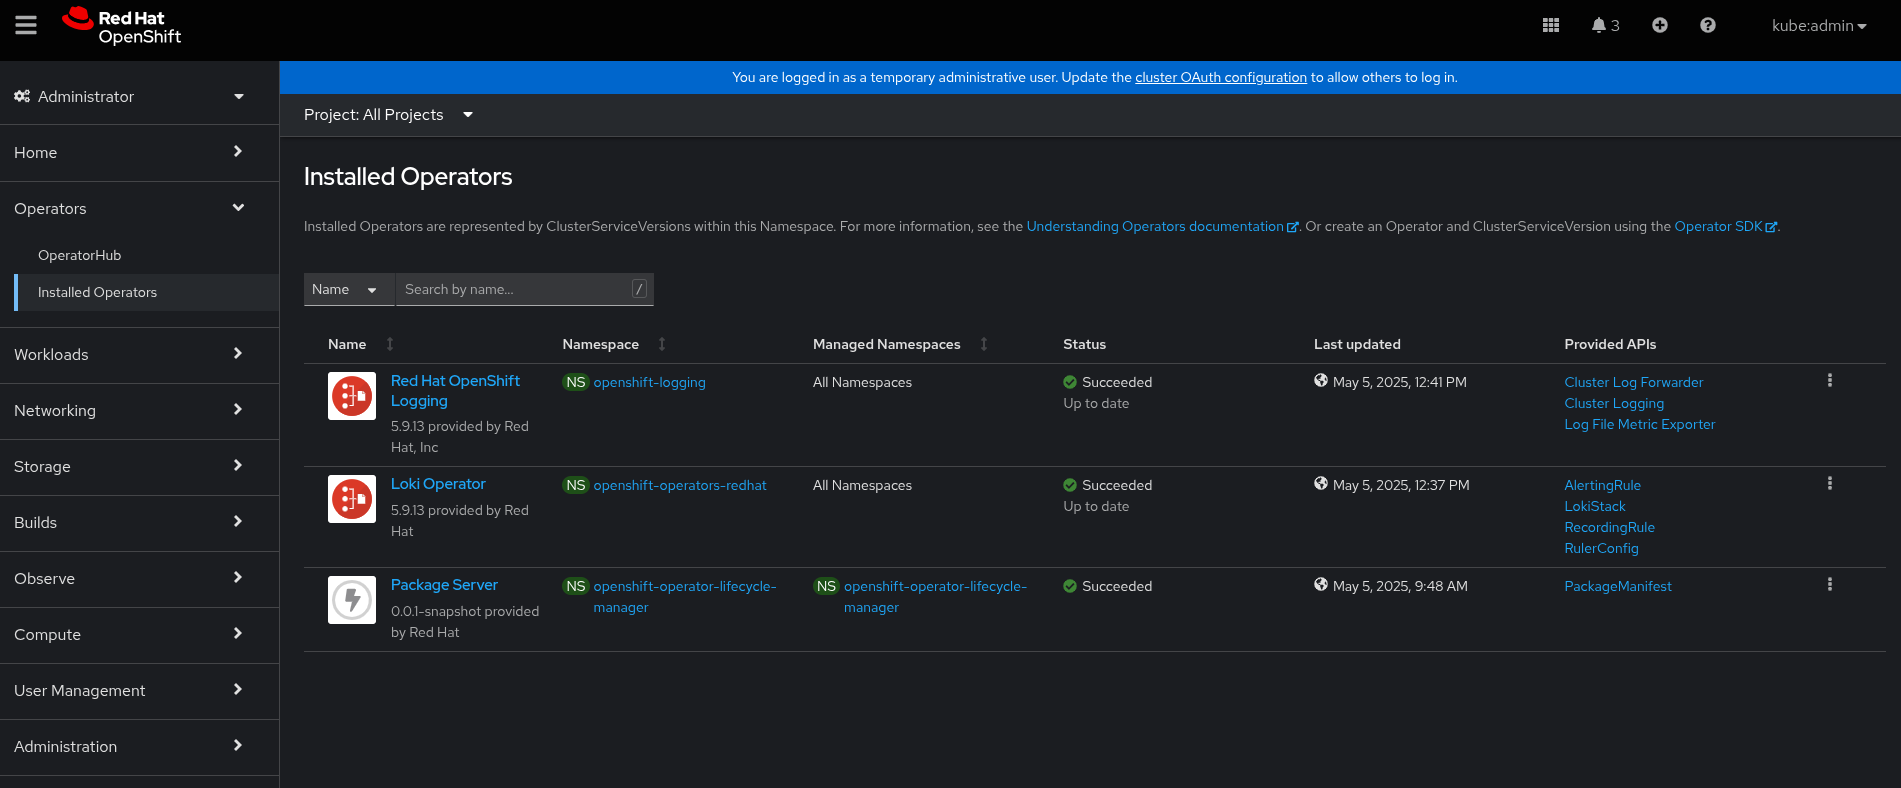 Red Hat
OpenShift
3
kube:admin
You are logged in as a temporary administrative user. Update the cluster OAuth configuration to allow others to log in.
Administrator
Home
Operators
OperatorHub
Installed Operators
Workloads
Networking
Storage
Builds
Observe
Compute
User Management
Administration
Project: All Projects
Installed Operators
Installed Operators are represented by ClusterServiceVersions within this Namespace. For more information, see the Understanding Operators documentation. Or create an Operator and ClusterServiceVersion using the Operator SDK.
Name Search by name... /
Name Namespace Managed Namespaces Status Last updated Provided APIs
Red Hat OpenShift
Logging
5.9.13 provided by Red
Hat, Inc
NS openshift-logging
All Namespaces
Succeeded
Up to date
May 5, 2025, 12:41 PM
Cluster Log Forwarder
Cluster Logging
Log File Metric Exporter
Loki Operator
5.9.13 provided by Red
Hat
NS openshift-operators-redhat
All Namespaces
Succeeded
Up to date
May 5, 2025, 12:37 PM
AlertingRule
LokiStack
RecordingRule
RulerConfig
Package Server
0.0.1-snapshot provided
by Red Hat
NS openshift-operator-lifecycle-
manager
NS openshift-operator-lifecycle-
manager
Succeeded
May 5, 2025, 9:48 AM
PackageManifest